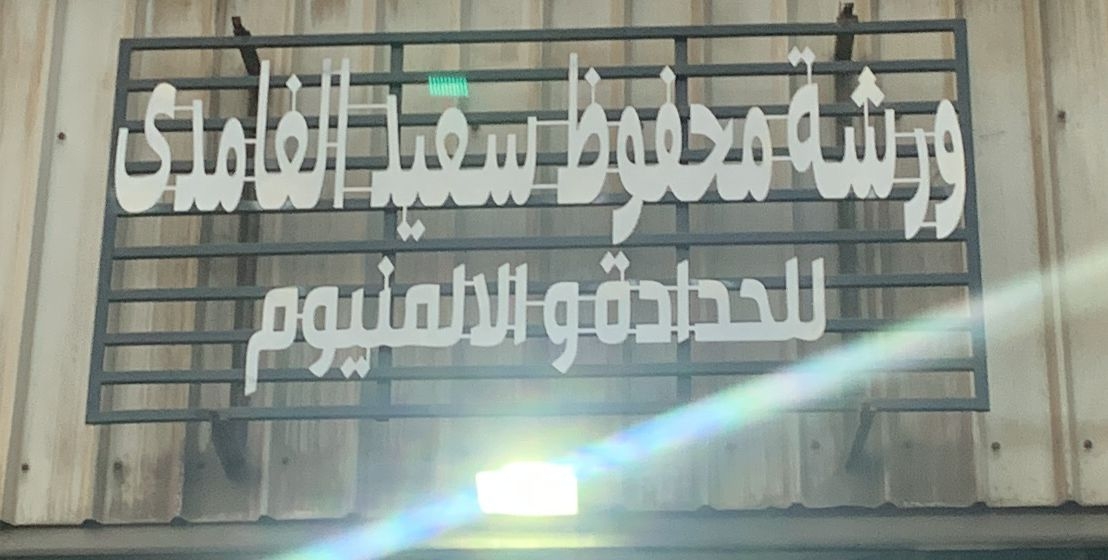 ورشة محفوظ سعيد الغامدى
للحدادة و الالمنيوم